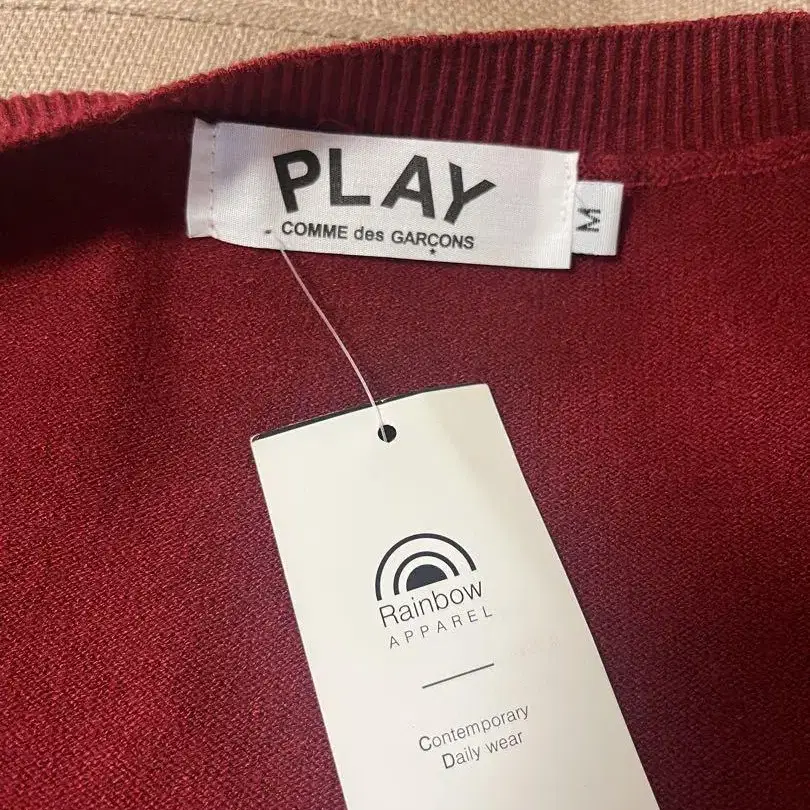 PLAY
COMME des GARÇONS
M
Rainbow
APPAREL
Contemporary
Daily wear